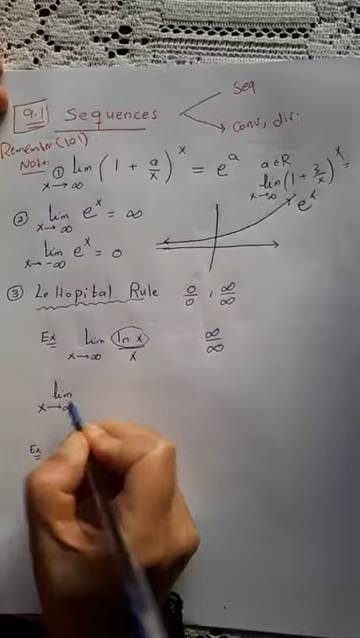 9.1 Sequences
Seq
Conv, div.
Remember (101)
Note:
① lim x→∞ (1 + a/x)^x = e^a a∈R
lim x→∞ (1 + 3/x)^x =
② lim x→∞ e^x = ∞
e^x
lim x→-∞ e^x = 0
③ Le Hopital Rule 0/0 , ∞/∞
Ex lim x→∞ ln x / x ∞/∞
lim x→∞
Ex